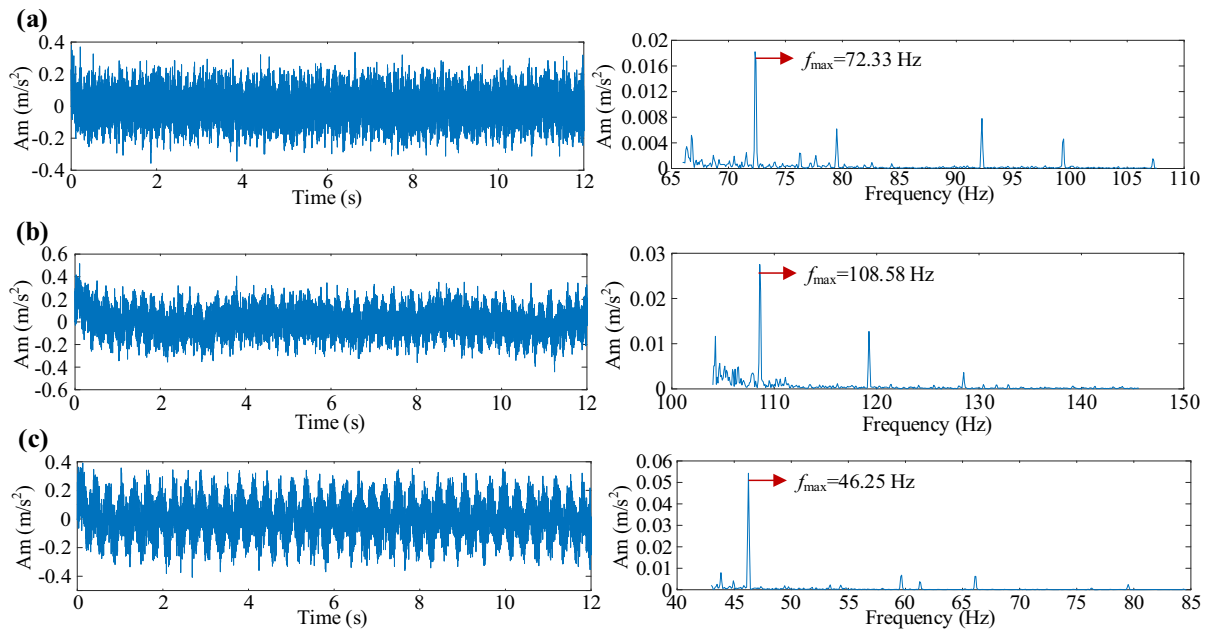 (a)
0.4
0.2
0
-0.2
-0.4
Am (m/s²)
0 2 4 6 8 10 12
Time (s)
0.02
0.016
0.012
0.008
0.004
0
Am (m/s²)
f_max=72.33 Hz
65 70 75 80 85 90 95 100 105 110
Frequency (Hz)
(b)
0.6
0.4
0.2
0
-0.2
-0.4
-0.6
Am (m/s²)
0 2 4 6 8 10 12
Time (s)
0.03
0.02
0.01
0
Am (m/s²)
f_max=108.58 Hz
100 110 120 130 140 150
Frequency (Hz)
(c)
0.4
0.2
0
-0.2
-0.4
Am (m/s²)
0 2 4 6 8 10 12
Time (s)
0.06
0.05
0.04
0.03
0.02
0.01
0
Am (m/s²)
f_max=46.25 Hz
40 45 50 55 60 65 70 75 80 85
Frequency (Hz)